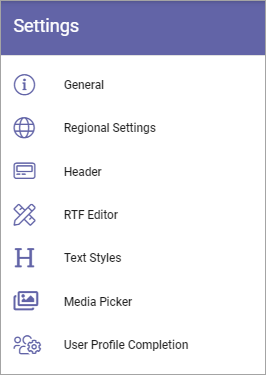 Settings
General
Regional Settings
Header
RTF Editor
Text Styles
Media Picker
User Profile Completion